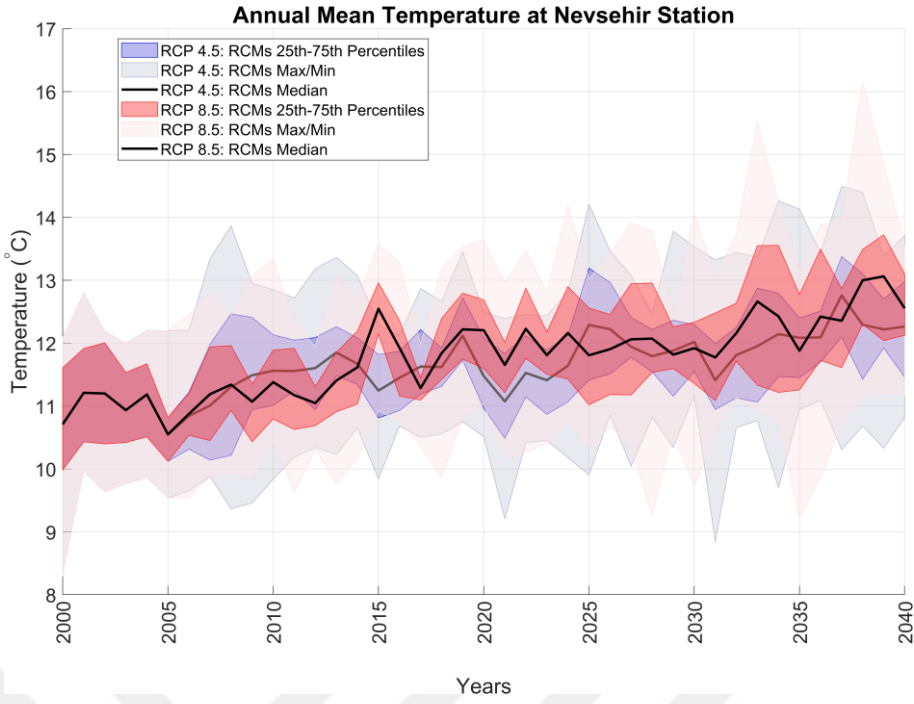 Annual Mean Temperature at Nevsehir Station
RCP 4.5: RCMs 25th-75th Percentiles
RCP 4.5: RCMs Max/Min
RCP 4.5: RCMs Median
RCP 8.5: RCMs 25th-75th Percentiles
RCP 8.5: RCMs Max/Min
RCP 8.5: RCMs Median
Temperature (°C)
17
16
15
14
13
12
11
10
9
8
2000
2005
2010
2015
2020
2025
2030
2035
2040
Years